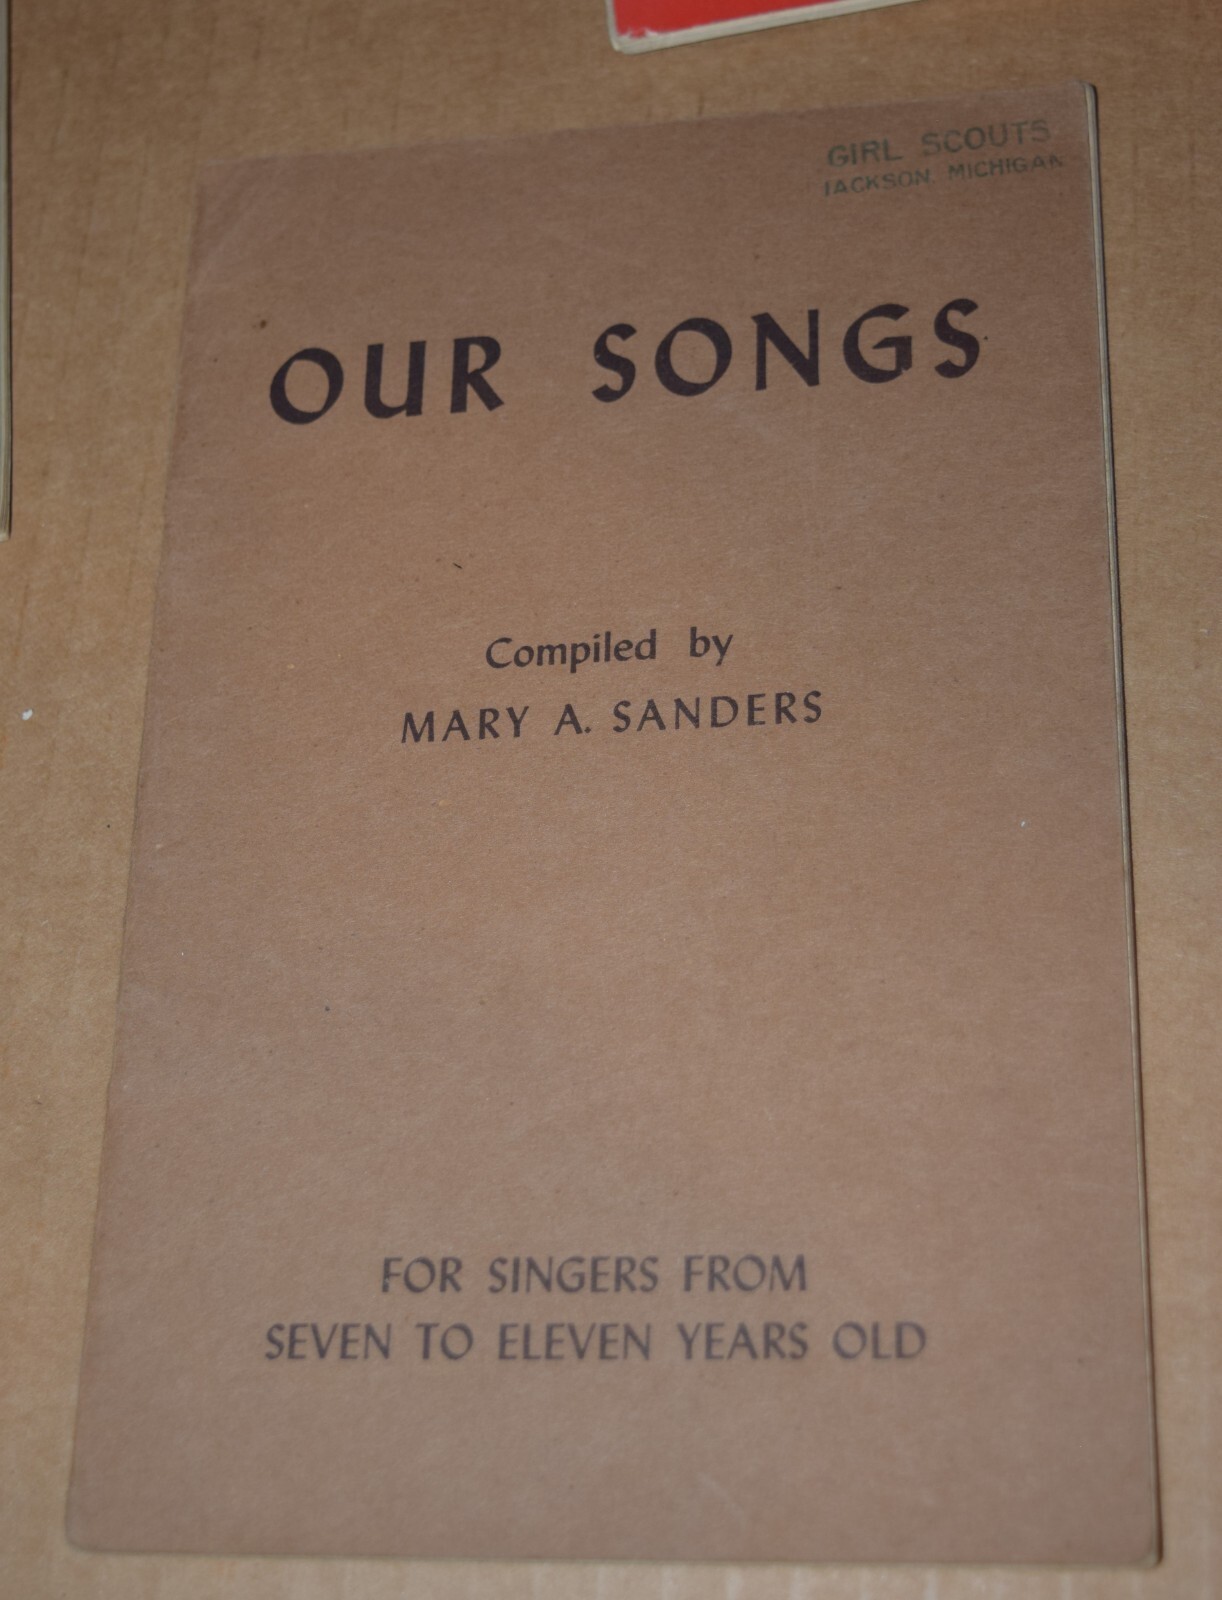 GIRL SCOUTS
JACKSON, MICHIGAN
OUR SONGS
Compiled by
MARY A. SANDERS
FOR SINGERS FROM
SEVEN TO ELEVEN YEARS OLD